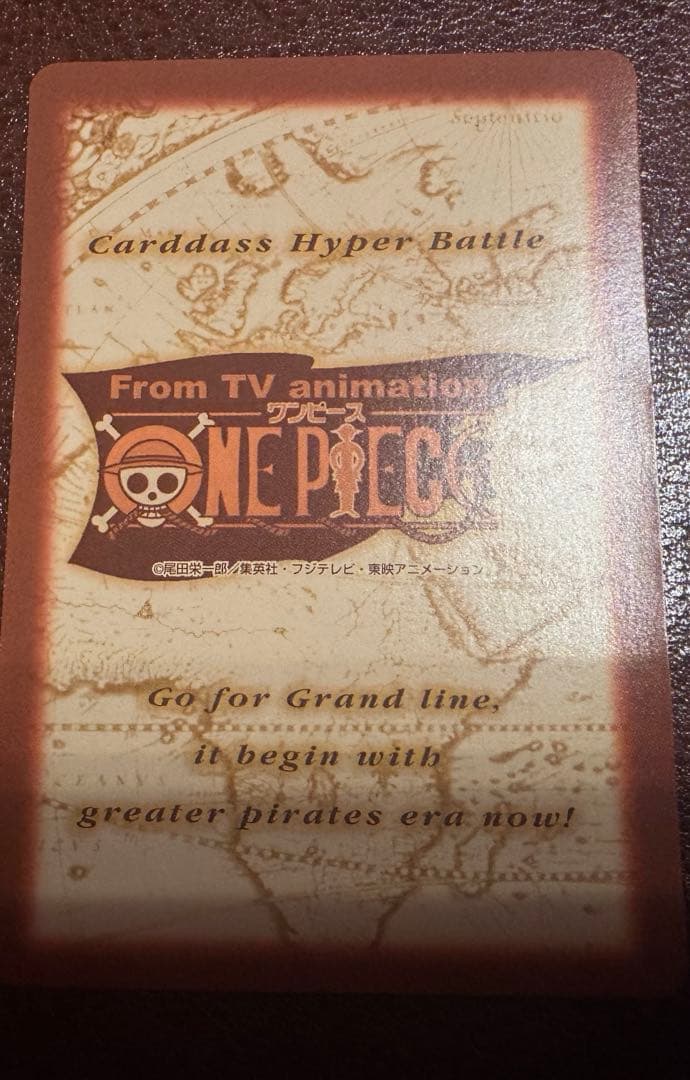 Septentrio
Carddass Hyper Battle
From TV animation
ワンピース
ONE PIECE
©尾田栄一郎／集英社・フジテレビ・東映アニメーション
Go for Grand line,
it begin with
greater pirates era now!